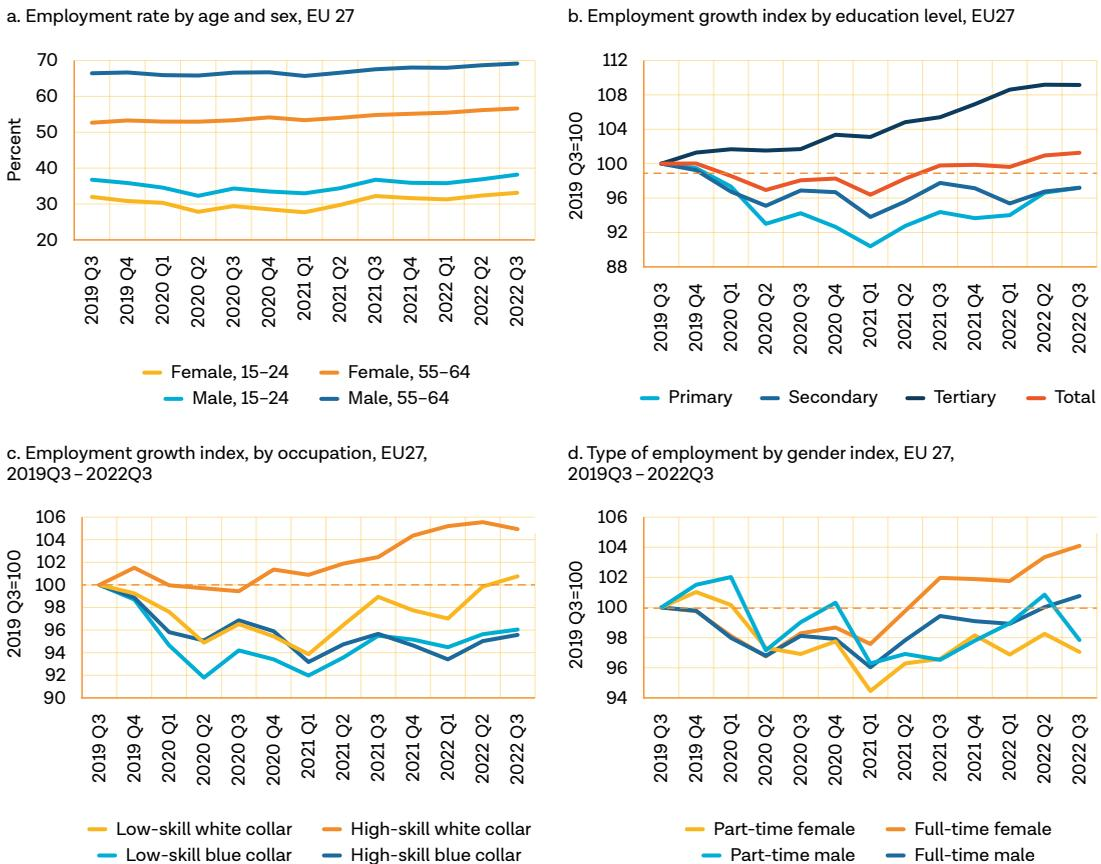 a. Employment rate by age and sex, EU 27
Percent
70
60
50
40
30
20
2019 Q3
2019 Q4
2020 Q1
2020 Q2
2020 Q3
2020 Q4
2021 Q1
2021 Q2
2021 Q3
2021 Q4
2022 Q1
2022 Q2
2022 Q3
Female, 15–24 Female, 55–64
Male, 15–24 Male, 55–64
b. Employment growth index by education level, EU27
2019 Q3=100
112
108
104
100
96
92
88
2019 Q3
2019 Q4
2020 Q1
2020 Q2
2020 Q3
2020 Q4
2021 Q1
2021 Q2
2021 Q3
2021 Q4
2022 Q1
2022 Q2
2022 Q3
Primary Secondary Tertiary Total
c. Employment growth index, by occupation, EU27,
2019Q3 – 2022Q3
2019 Q3=100
106
104
102
100
98
96
94
92
90
2019 Q3
2019 Q4
2020 Q1
2020 Q2
2020 Q3
2020 Q4
2021 Q1
2021 Q2
2021 Q3
2021 Q4
2022 Q1
2022 Q2
2022 Q3
Low-skill white collar High-skill white collar
Low-skill blue collar High-skill blue collar
d. Type of employment by gender index, EU 27,
2019Q3 – 2022Q3
2019 Q3=100
106
104
102
100
98
96
94
2019 Q3
2019 Q4
2020 Q1
2020 Q2
2020 Q3
2020 Q4
2021 Q1
2021 Q2
2021 Q3
2021 Q4
2022 Q1
2022 Q2
2022 Q3
Part-time female Full-time female
Part-time male Full-time male